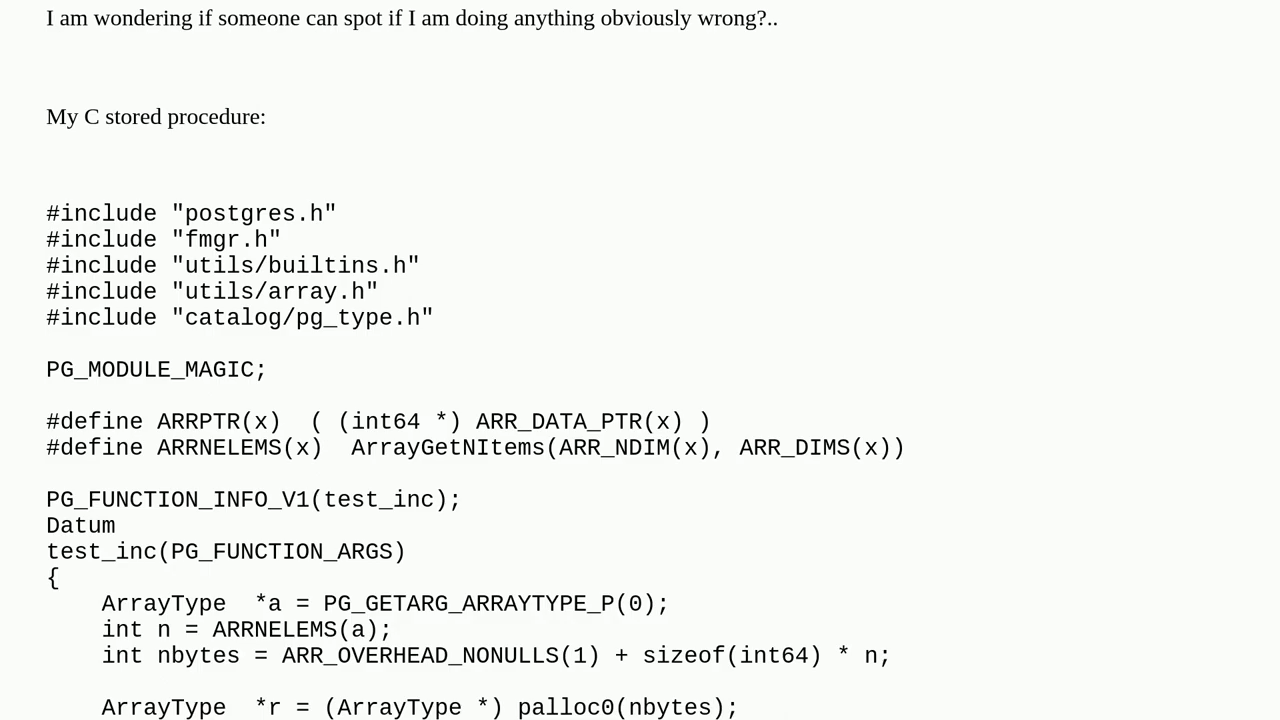 I am wondering if someone can spot if I am doing anything obviously wrong?..
My C stored procedure:
#include "postgres.h"
#include "fmgr.h"
#include "utils/builtins.h"
#include "utils/array.h"
#include "catalog/pg_type.h"
PG_MODULE_MAGIC;
#define ARRPTR(x)  ( (int64 *) ARR_DATA_PTR(x) )
#define ARRNELEMS(x)  ArrayGetNItems(ARR_NDIM(x), ARR_DIMS(x))
PG_FUNCTION_INFO_V1(test_inc);
Datum
test_inc(PG_FUNCTION_ARGS)
{
    ArrayType  *a = PG_GETARG_ARRAYTYPE_P(0);
    int n = ARRNELEMS(a);
    int nbytes = ARR_OVERHEAD_NONULLS(1) + sizeof(int64) * n;
    ArrayType  *r = (ArrayType *) palloc0(nbytes);